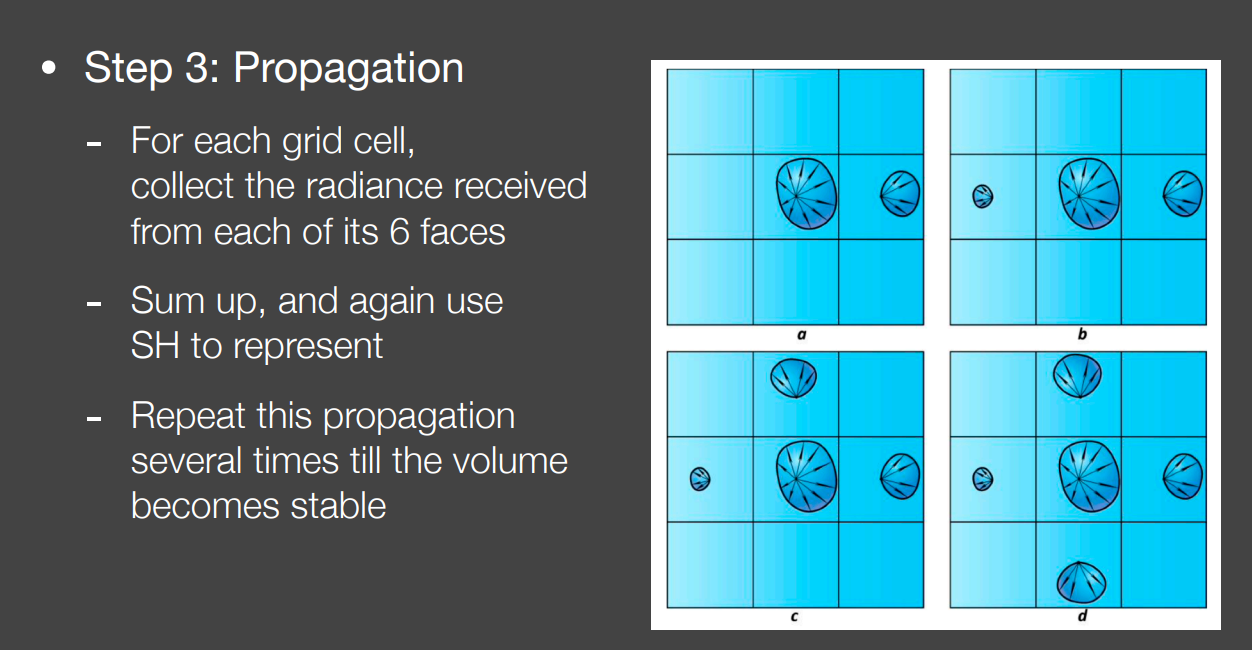 • Step 3: Propagation
- For each grid cell,
collect the radiance received
from each of its 6 faces
- Sum up, and again use
SH to represent
- Repeat this propagation
several times till the volume
becomes stable
a
b
c
d